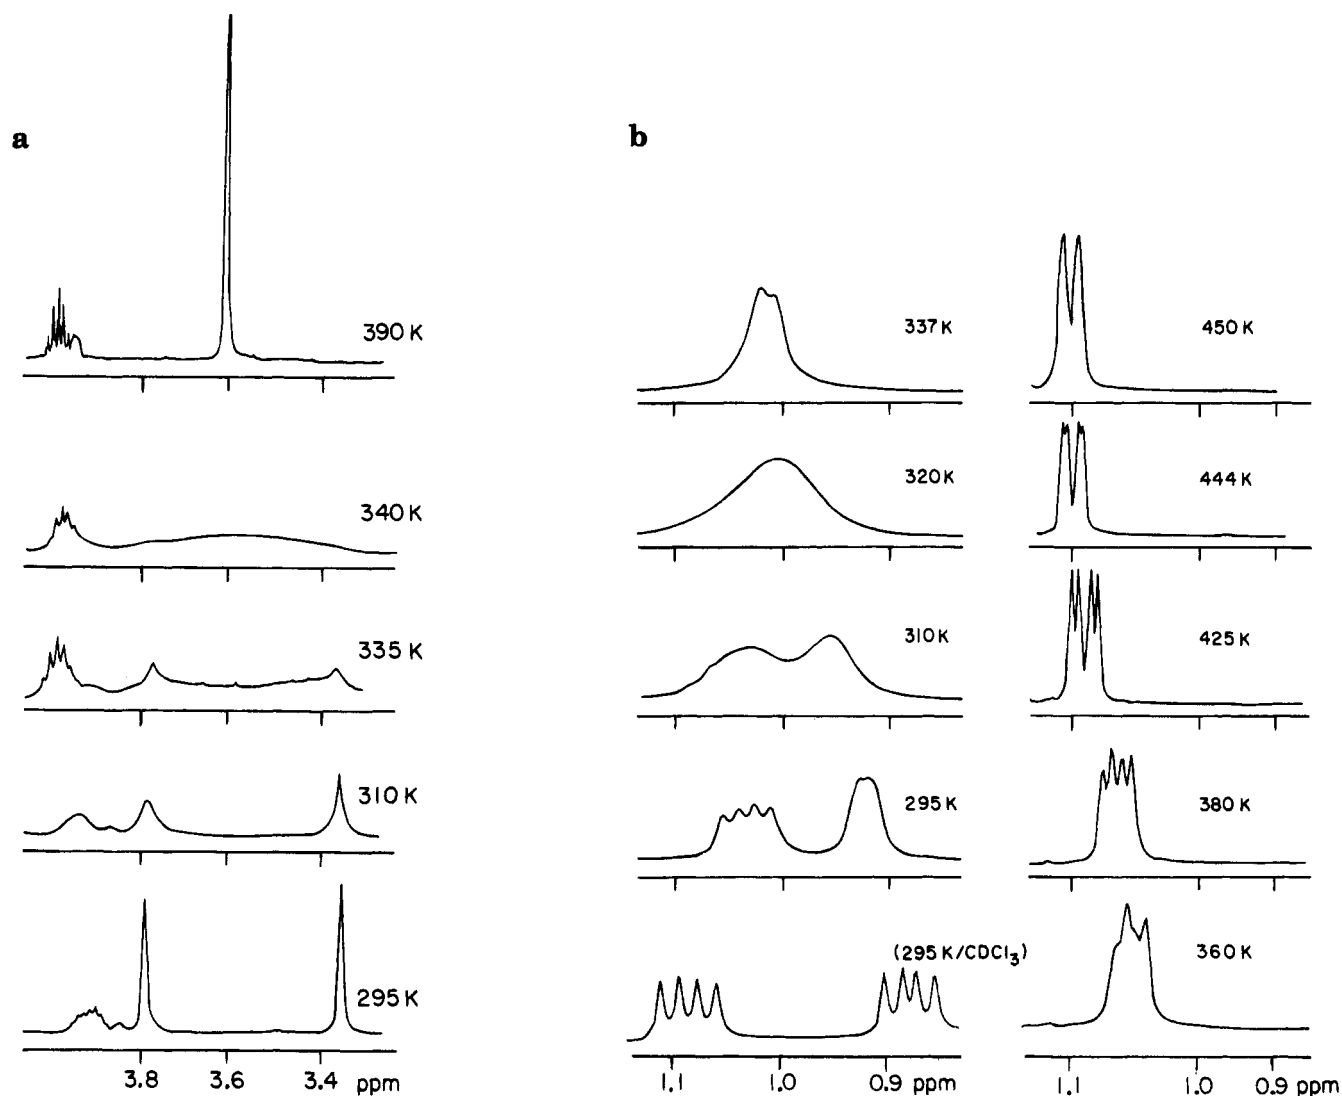 a
390 K
340 K
335 K
310 K
295 K
3.8 3.6 3.4 ppm
b
337 K
320 K
310 K
295 K
(295 K/CDCl₃)
1.1 1.0 0.9 ppm
450 K
444 K
425 K
380 K
360 K
1.1 1.0 0.9 ppm